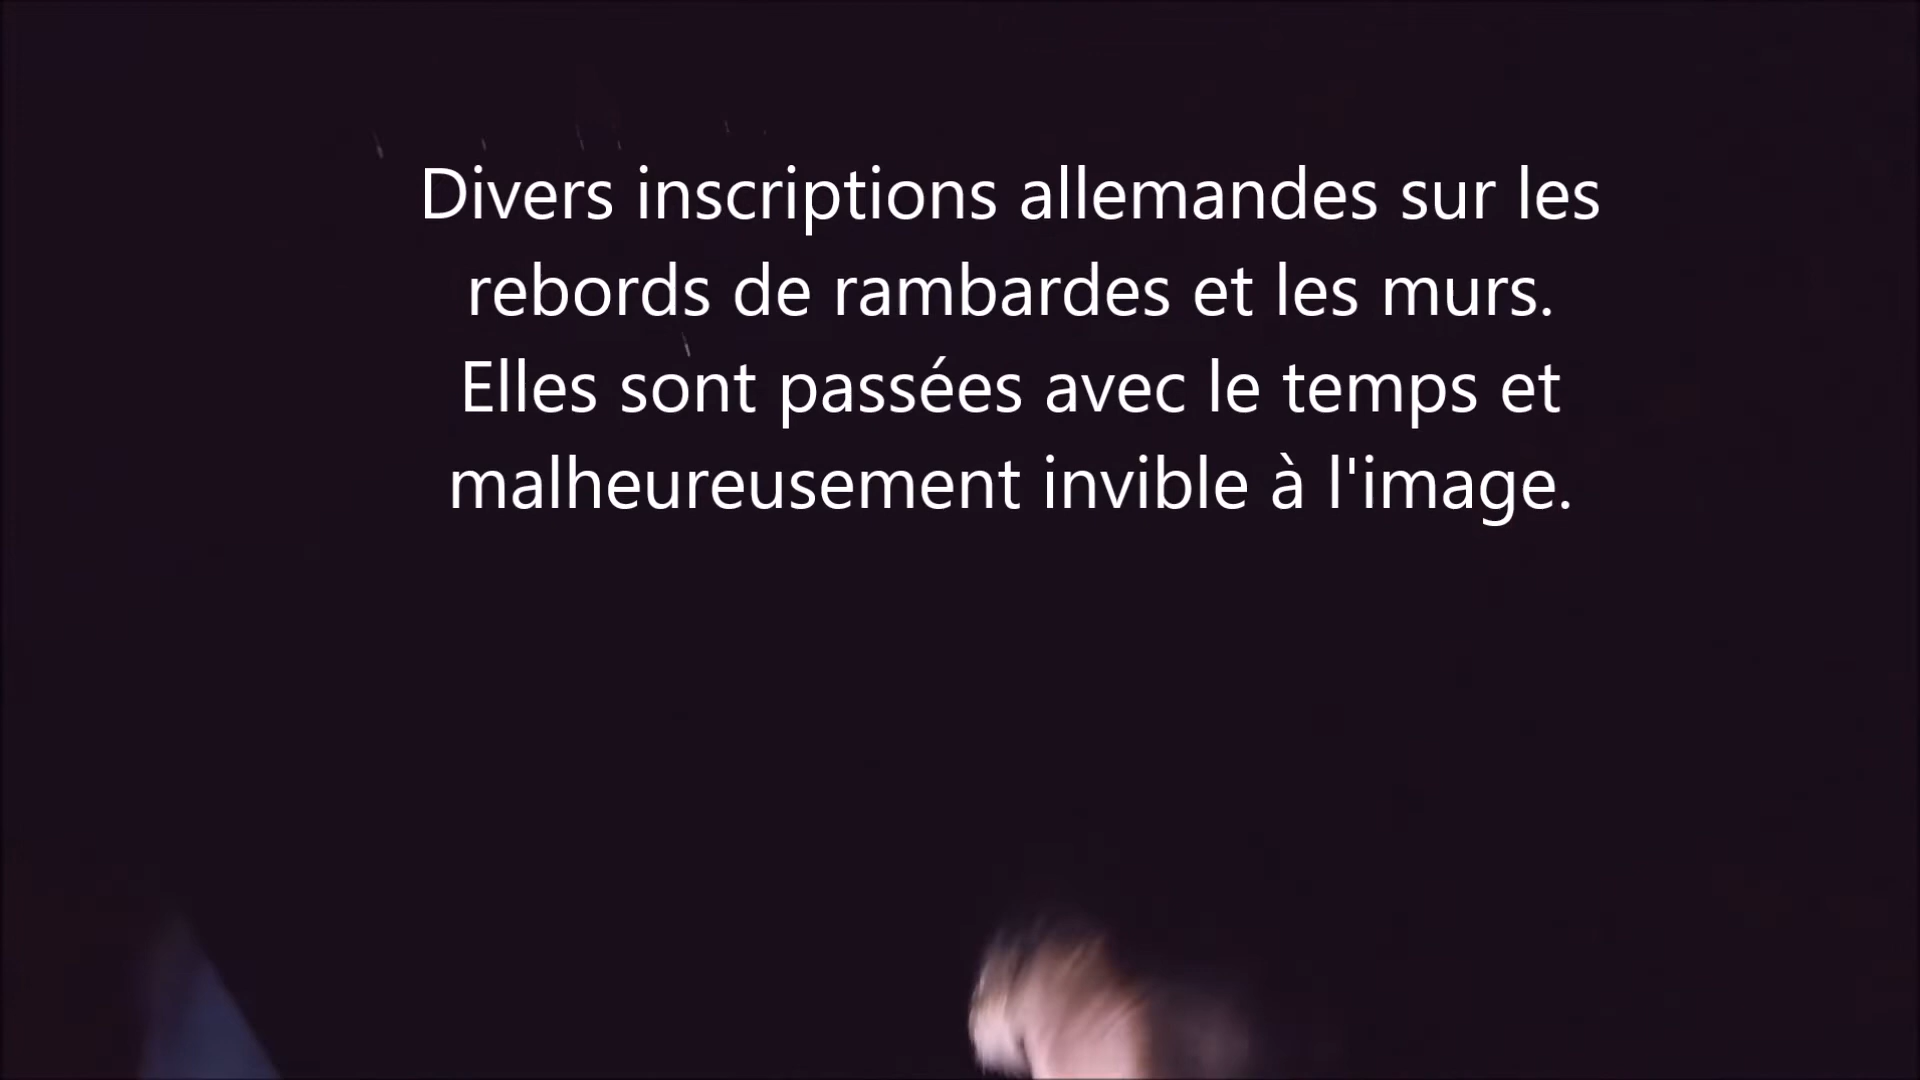 Divers inscriptions allemandes sur les
rebords de rambardes et les murs.
Elles sont passées avec le temps et
malheureusement invible à l'image.